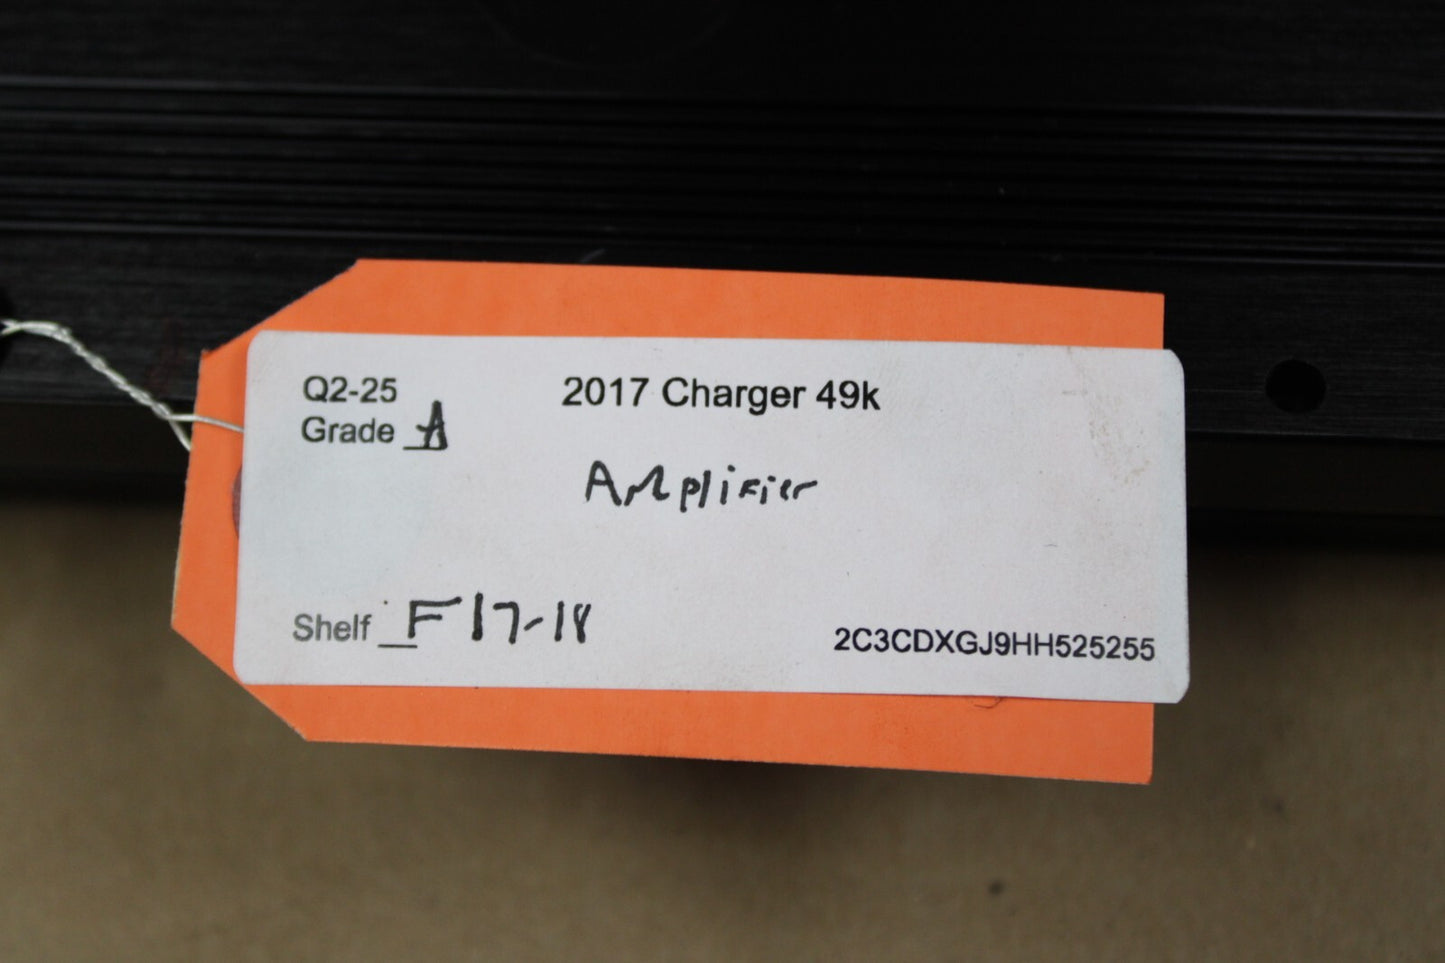 Q2-25
2017 Charger 49k
Grade A
Amplifier
Shelf F17-18
2C3CDXGJ9HH525255